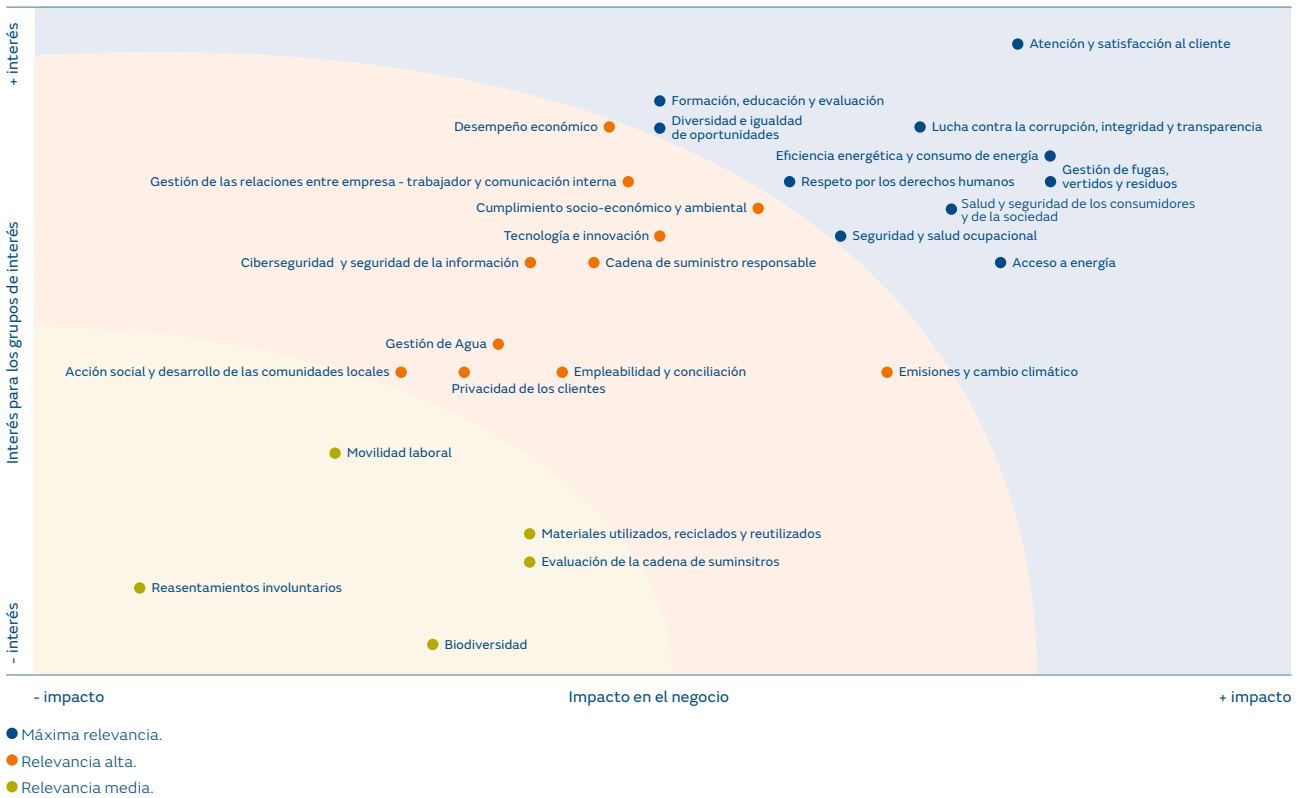 + interés
Interés para los grupos de interés
- interés
Atención y satisfacción al cliente
Formación, educación y evaluación
Desempeño económico
Diversidad e igualdad
de oportunidades
Lucha contra la corrupción, integridad y transparencia
Eficiencia energética y consumo de energía
Gestión de fugas,
vertidos y residuos
Gestión de las relaciones entre empresa - trabajador y comunicación interna
Respeto por los derechos humanos
Cumplimiento socio-económico y ambiental
Salud y seguridad de los consumidores
y de la sociedad
Tecnología e innovación
Seguridad y salud ocupacional
Ciberseguridad y seguridad de la información
Cadena de suministro responsable
Acceso a energía
Gestión de Agua
Acción social y desarrollo de las comunidades locales
Privacidad de los clientes
Empleabilidad y conciliación
Emisiones y cambio climático
Movilidad laboral
Materiales utilizados, reciclados y reutilizados
Evaluación de la cadena de suminsitros
Reasentamientos involuntarios
Biodiversidad
- impacto
Impacto en el negocio
+ impacto
Máxima relevancia.
Relevancia alta.
Relevancia media.